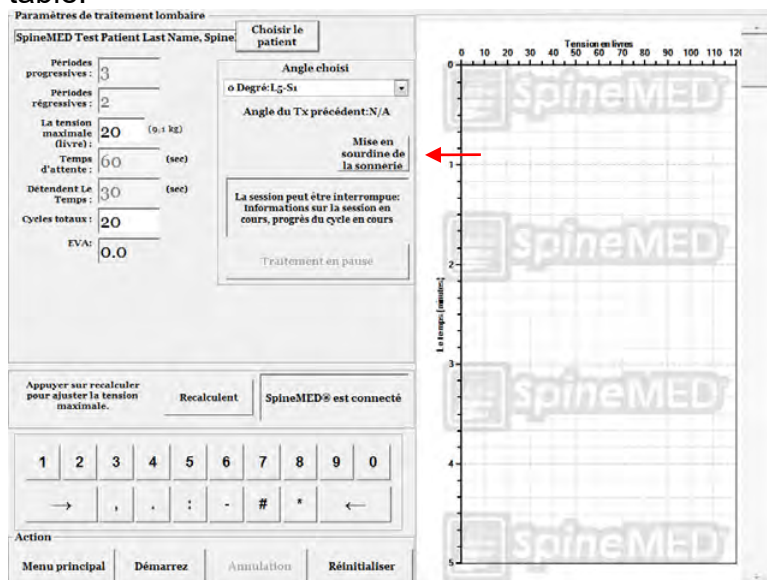 table.
Paramètres de traitement lombaire
SpineMED Test Patient Last Name, Spine
Choisir le
patient
Périodes
progressives : 3
Périodes
régressives : 2
La tension
maximale
(livre) : 20 (0.1 kg)
Temps
d'attente : 60 (sec)
Détendent Le
Temps : 30 (sec)
Cycles totaux : 20
EVA: 0.0
Angle choisi
0 Degré:L5-S1
Angle du Tx précédent:N/A
Mise en
sourdine de
la sonnerie
La session peut être interrompue:
Informations sur la session en
cours, progrès du cycle en cours
Traitement en pause
Appuyer sur recalculer
pour ajuster la tension
maximale.
Recalculent
SpineMED® est connecté
1 2 3 4 5 6 7 8 9 0
→ , . : - # * ←
Action
Menu principal Démarrez Annulation Réinitialiser
Tension en livres
0 10 20 30 40 50 60 70 80 90 100 110 120
Le temps (minutes)
0
1
2
3
4
5
SpineMED
SpineMED
SpineMED
SpineMED